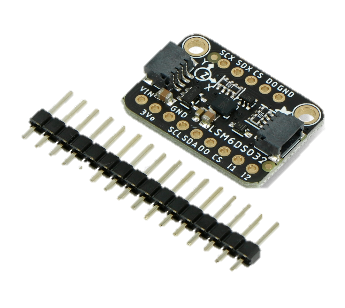 SCX SDX CS DO GND
Y
Z
X
VIN 3Vo GND SCL SDA DO CS I1 I2
LSM6DSO32